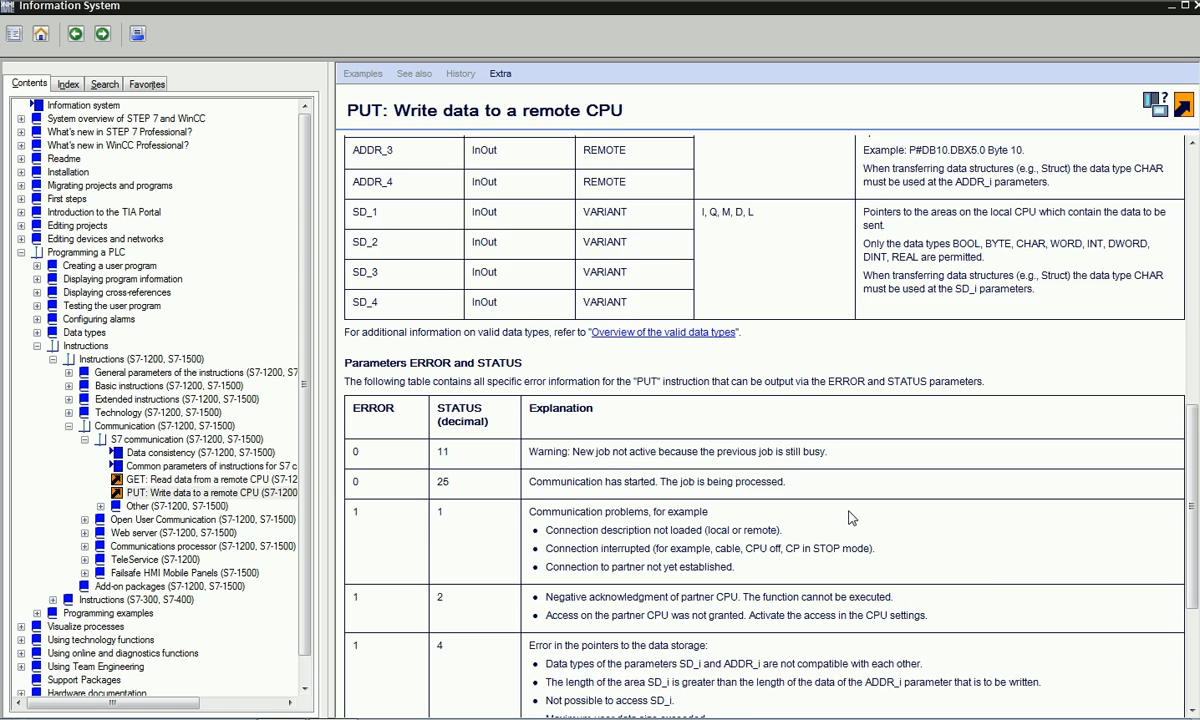 Information System
Contents
Index
Search
Favorites
Information system
System overview of STEP 7 and WinCC
What's new in STEP 7 Professional?
What's new in WinCC Professional?
Readme
Installation
Migrating projects and programs
First steps
Introduction to the TIA Portal
Editing projects
Editing devices and networks
Programming a PLC
Creating a user program
Displaying program information
Displaying cross-references
Testing the user program
Configuring alarms
Data types
Instructions
Instructions (S7-1200, S7-1500)
General parameters of the instructions (S7-1200, S7
Basic instructions (S7-1200, S7-1500)
Extended instructions (S7-1200, S7-1500)
Technology (S7-1200, S7-1500)
Communication (S7-1200, S7-1500)
S7 communication (S7-1200, S7-1500)
Data consistency (S7-1200, S7-1500)
Common parameters of instructions for S7 c
GET: Read data from a remote CPU (S7-12
PUT: Write data to a remote CPU (S7-1200
Other (S7-1200, S7-1500)
Open User Communication (S7-1200, S7-1500)
Web server (S7-1200, S7-1500)
Communications processor (S7-1200, S7-1500)
TeleService (S7-1200)
Failsafe HMI Mobile Panels (S7-1500)
Add-on packages (S7-1200, S7-1500)
Instructions (S7-300, S7-400)
Programming examples
Visualize processes
Using technology functions
Using online and diagnostics functions
Using Team Engineering
Support Packages
Hardware documentation
Examples See also History Extra
PUT: Write data to a remote CPU
ADDR_3 InOut REMOTE
Example: P#DB10.DBX5.0 Byte 10.
When transferring data structures (e.g., Struct) the data type CHAR
must be used at the ADDR_i parameters.
ADDR_4 InOut REMOTE
SD_1 InOut VARIANT I, Q, M, D, L
Pointers to the areas on the local CPU which contain the data to be
sent.
Only the data types BOOL, BYTE, CHAR, WORD, INT, DWORD,
DINT, REAL are permitted.
When transferring data structures (e.g., Struct) the data type CHAR
must be used at the SD_i parameters.
SD_2 InOut VARIANT
SD_3 InOut VARIANT
SD_4 InOut VARIANT
For additional information on valid data types, refer to "Overview of the valid data types".
Parameters ERROR and STATUS
The following table contains all specific error information for the "PUT" instruction that can be output via the ERROR and STATUS parameters.
ERROR STATUS (decimal) Explanation
0 11 Warning: New job not active because the previous job is still busy.
0 25 Communication has started. The job is being processed.
1 1 Communication problems, for example
• Connection description not loaded (local or remote).
• Connection interrupted (for example, cable, CPU off, CP in STOP mode).
• Connection to partner not yet established.
1 2 • Negative acknowledgment of partner CPU. The function cannot be executed.
• Access on the partner CPU was not granted. Activate the access in the CPU settings.
1 4 Error in the pointers to the data storage:
• Data types of the parameters SD_i and ADDR_i are not compatible with each other.
• The length of the area SD_i is greater than the length of the data of the ADDR_i parameter that is to be written.
• Not possible to access SD_i.